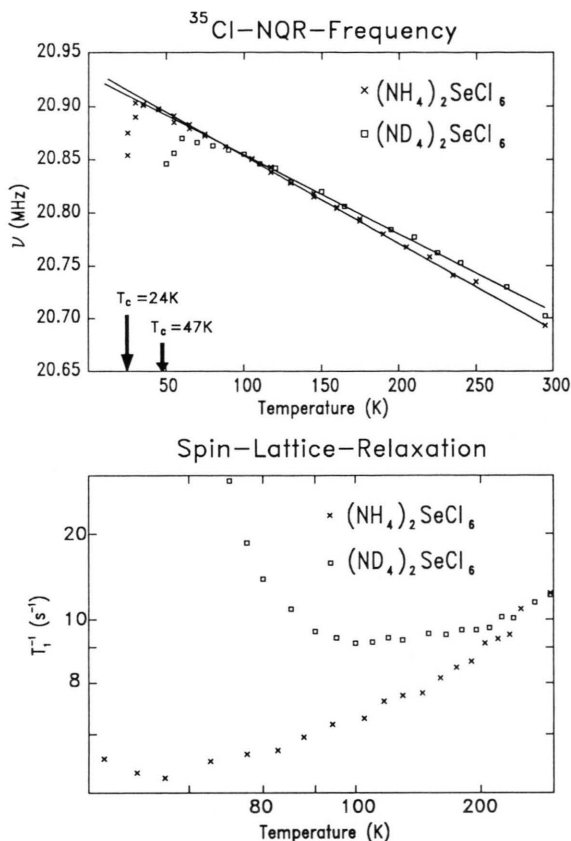 ³⁵Cl-NQR-Frequency
20.95
20.90
20.85
20.80
20.75
20.70
20.65
ν (MHz)
× (NH₄)₂SeCl₆
□ (ND₄)₂SeCl₆
T_c =24K
T_c =47K
50 100 150 200 250 300
Temperature (K)
Spin-Lattice-Relaxation
20
10
8
T₁⁻¹ (s⁻¹)
× (NH₄)₂SeCl₆
□ (ND₄)₂SeCl₆
80 100 200
Temperature (K)